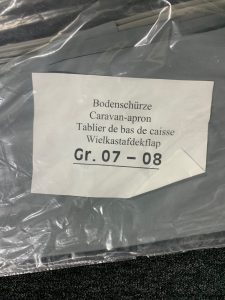 Bodenschürze
Caravan-apron
Tablier de bas de caisse
Wielkastafdekflap
Gr. 07 – 08